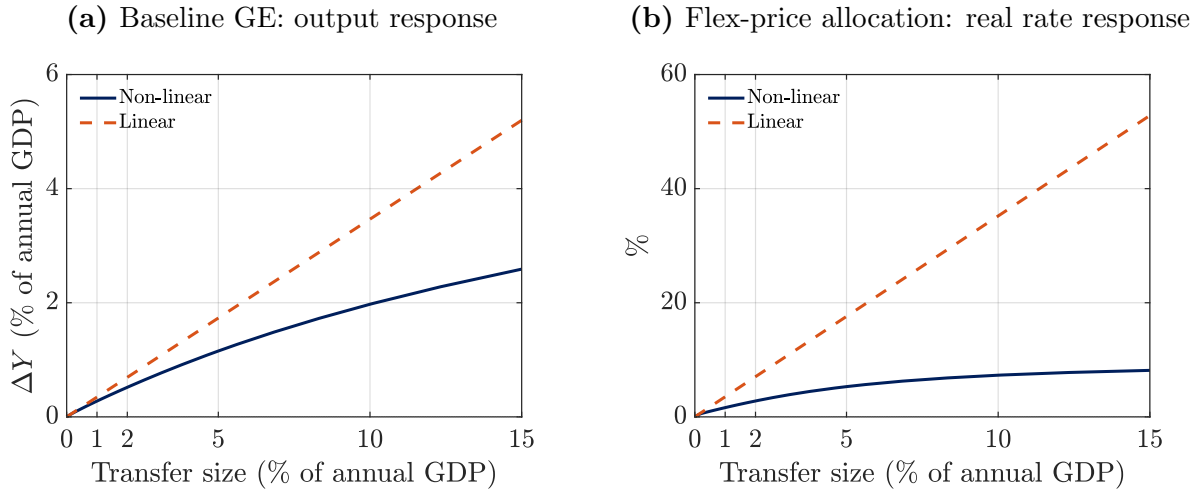 (a) Baseline GE: output response
ΔY (% of annual GDP)
6
4
2
0
Non-linear
Linear
0 1 2 5 10 15
Transfer size (% of annual GDP)
(b) Flex-price allocation: real rate response
%
60
40
20
0
Non-linear
Linear
0 1 2 5 10 15
Transfer size (% of annual GDP)